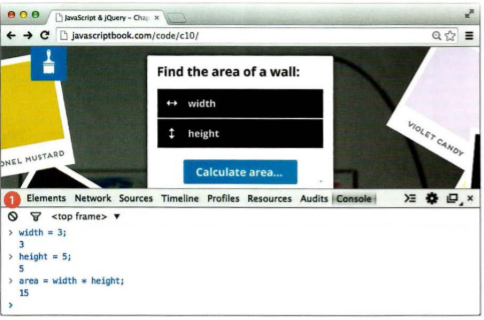 JavaScript & jQuery – Chap ×
javascriptbook.com/code/c10/
Find the area of a wall:
width
height
Calculate area...
ONEL MUSTARD
VIOLET CANDY
1 Elements Network Sources Timeline Profiles Resources Audits Console
<top frame> ▼
> width = 3;
3
> height = 5;
5
> area = width * height;
15
>